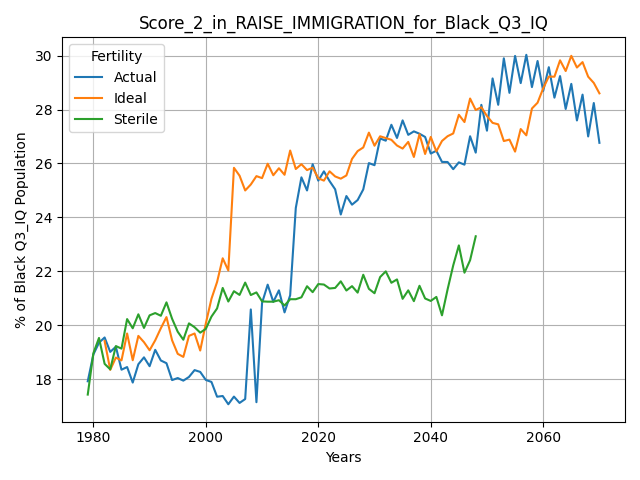 Score_2_in_RAISE_IMMIGRATION_for_Black_Q3_IQ
Fertility
Actual
Ideal
Sterile
% of Black Q3_IQ Population
30
28
26
24
22
20
18
1980
2000
2020
2040
2060
Years